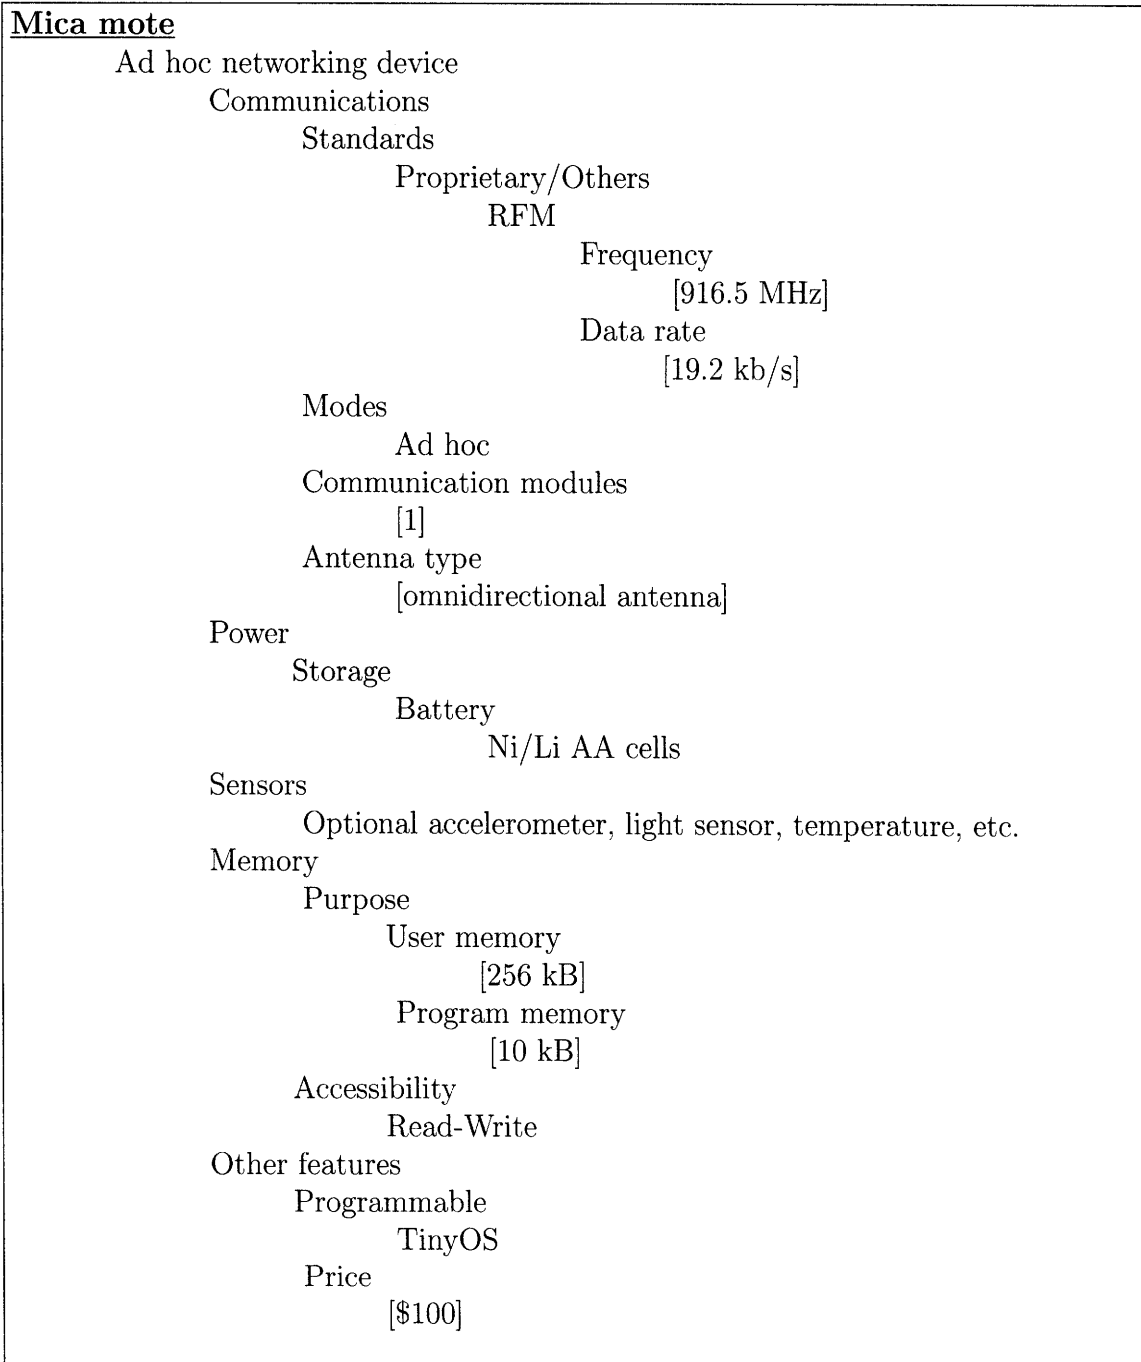 Mica mote
Ad hoc networking device
Communications
Standards
Proprietary/Others
RFM
Frequency
[916.5 MHz]
Data rate
[19.2 kb/s]
Modes
Ad hoc
Communication modules
[1]
Antenna type
[omnidirectional antenna]
Power
Storage
Battery
Ni/Li AA cells
Sensors
Optional accelerometer, light sensor, temperature, etc.
Memory
Purpose
User memory
[256 kB]
Program memory
[10 kB]
Accessibility
Read-Write
Other features
Programmable
TinyOS
Price
[$100]